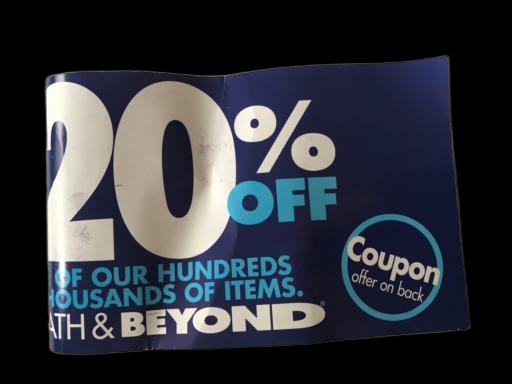 20%
OFF
OF OUR HUNDREDS
HOUSANDS OF ITEMS.
ATH & BEYOND®
Coupon
offer on back